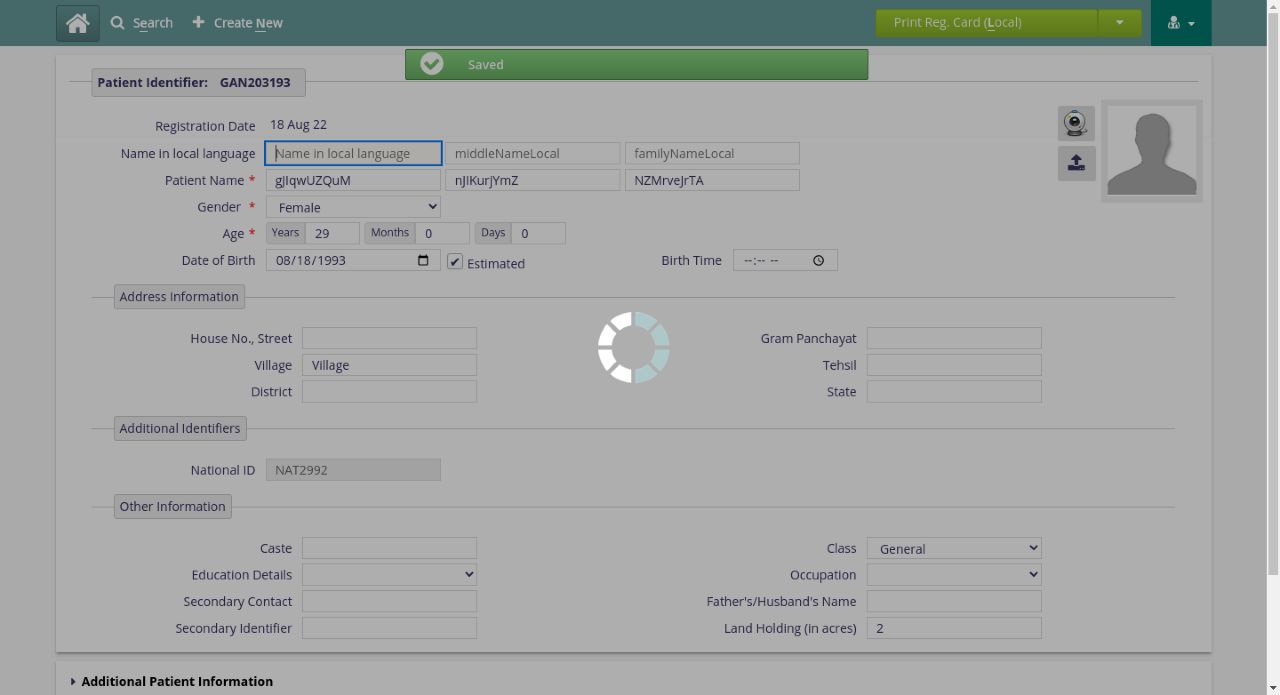 Search
Create New
Print Reg. Card (Local)
Saved
Patient Identifier: GAN203193
Registration Date 18 Aug 22
Name in local language Name in local language middleNameLocal familyNameLocal
Patient Name * gJIqwUZQuM nJIKurjYmZ NZMrveJrTA
Gender * Female
Age * Years 29 Months 0 Days 0
Date of Birth 08/18/1993 Estimated Birth Time --:-- --
Address Information
House No., Street Gram Panchayat
Village Village Tehsil
District State
Additional Identifiers
National ID NAT2992
Other Information
Caste Class General
Education Details Occupation
Secondary Contact Father's/Husband's Name
Secondary Identifier Land Holding (in acres) 2
Additional Patient Information